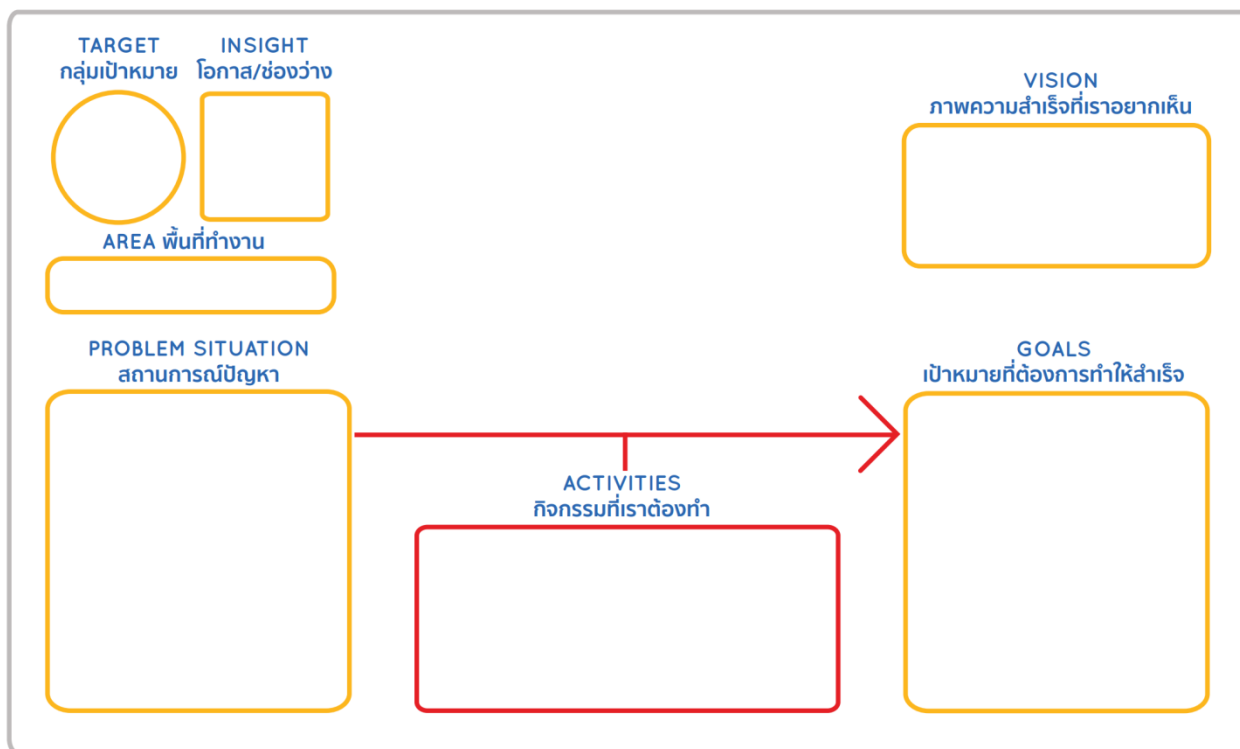 TARGET
กลุ่มเป้าหมาย
INSIGHT
โอกาส/ช่องว่าง
VISION
ภาพความสำเร็จที่เราอยากเห็น
AREA พื้นที่ทำงาน
PROBLEM SITUATION
สถานการณ์ปัญหา
GOALS
เป้าหมายที่ต้องการทำให้สำเร็จ
ACTIVITIES
กิจกรรมที่เราต้องทำ